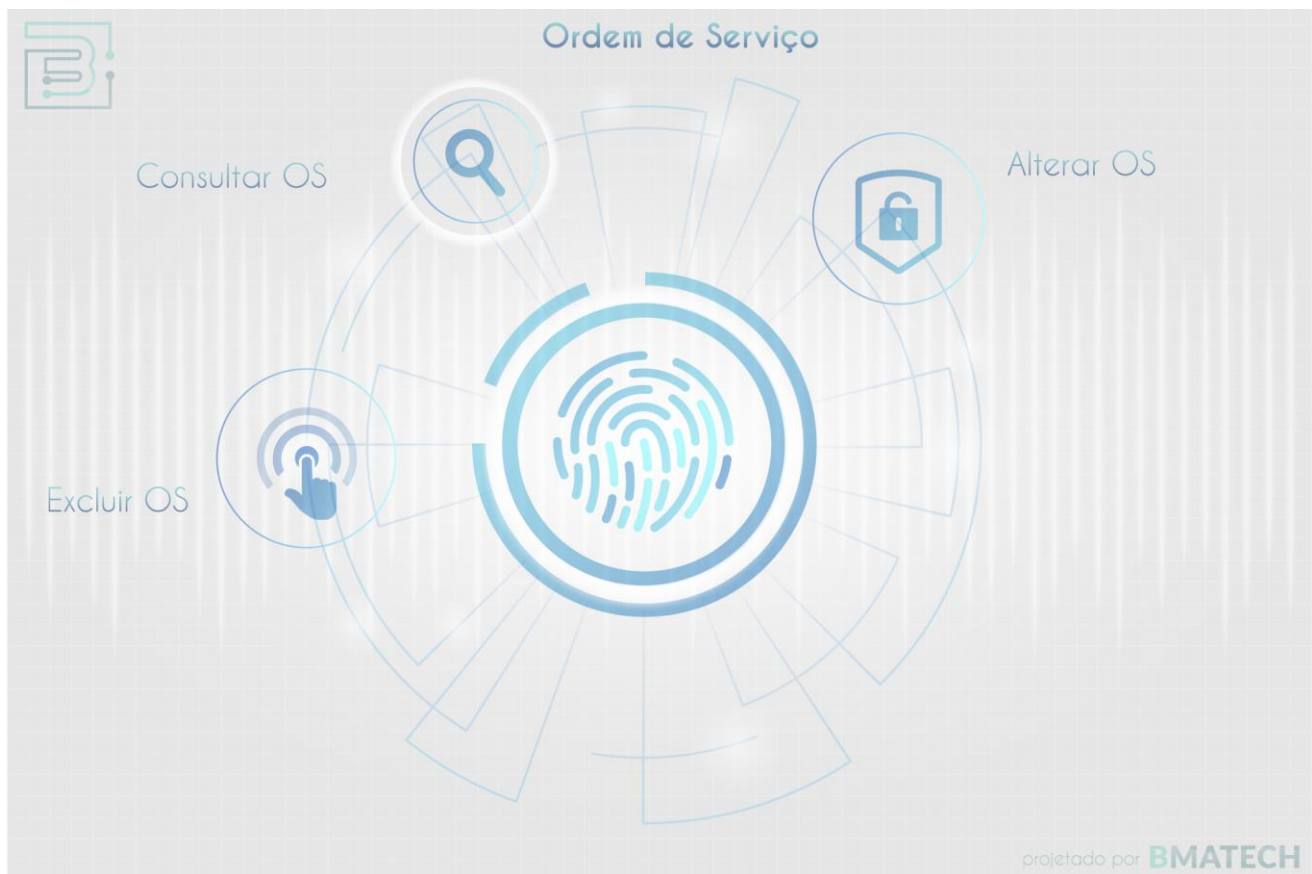 Ordem de Serviço
Consultar OS
Alterar OS
Excluir OS
projetado por BMATECH